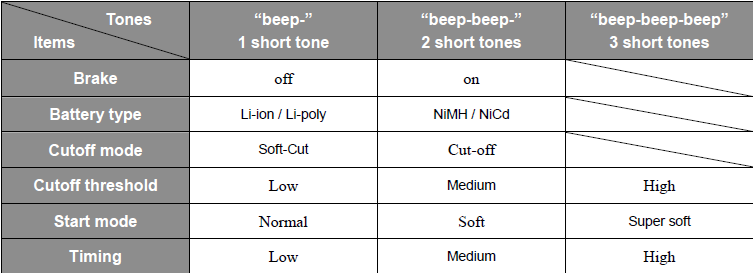 Tones “beep-” “beep-beep-” “beep-beep-beep”
Items 1 short tone 2 short tones 3 short tones
Brake off on
Battery type Li-ion / Li-poly NiMH / NiCd
Cutoff mode Soft-Cut Cut-off
Cutoff threshold Low Medium High
Start mode Normal Soft Super soft
Timing Low Medium High